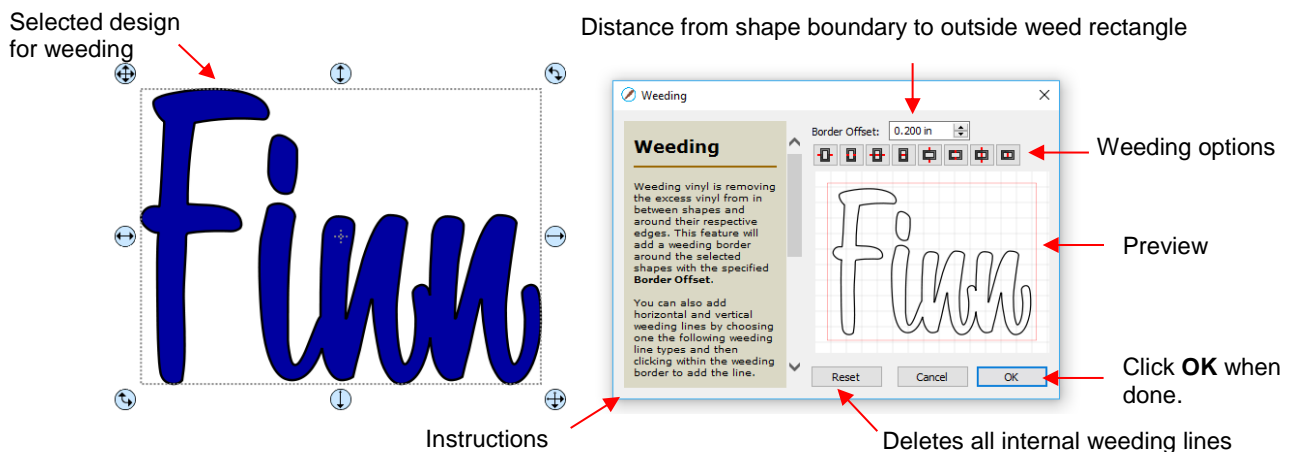 Selected design
for weeding
Finn
Distance from shape boundary to outside weed rectangle
Weeding
Weeding
Weeding vinyl is removing
the excess vinyl from in
between shapes and
around their respective
edges. This feature will
add a weeding border
around the selected
shapes with the specified
Border Offset.
You can also add
horizontal and vertical
weeding lines by choosing
one the following weeding
line types and then
clicking within the weeding
border to add the line.
Border Offset: 0.200 in
Weeding options
Finn
Preview
Reset Cancel OK
Click OK when
done.
Instructions
Deletes all internal weeding lines